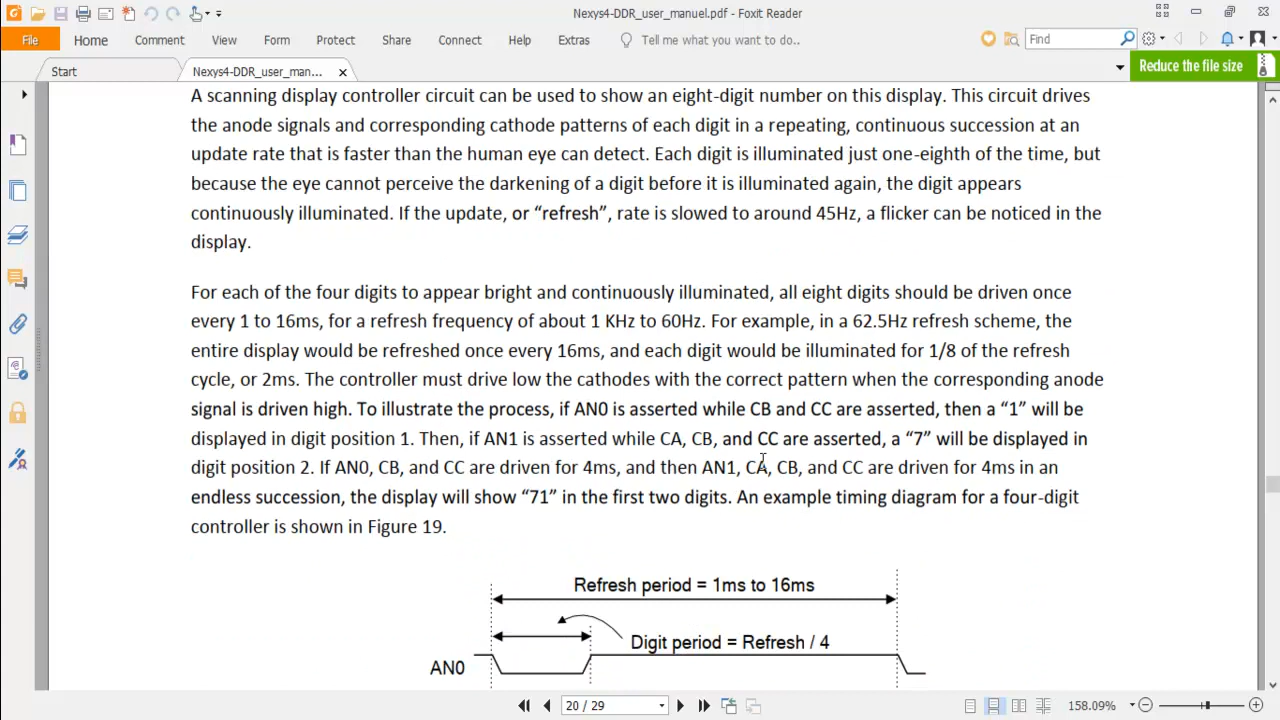 Nexys4-DDR_user_manuel.pdf - Foxit Reader
File Home Comment View Form Protect Share Connect Help Extras Tell me what you want to do.. Find
Start Nexys4-DDR_user_man... Reduce the file size
A scanning display controller circuit can be used to show an eight-digit number on this display. This circuit drives
the anode signals and corresponding cathode patterns of each digit in a repeating, continuous succession at an
update rate that is faster than the human eye can detect. Each digit is illuminated just one-eighth of the time, but
because the eye cannot perceive the darkening of a digit before it is illuminated again, the digit appears
continuously illuminated. If the update, or “refresh”, rate is slowed to around 45Hz, a flicker can be noticed in the
display.
For each of the four digits to appear bright and continuously illuminated, all eight digits should be driven once
every 1 to 16ms, for a refresh frequency of about 1 KHz to 60Hz. For example, in a 62.5Hz refresh scheme, the
entire display would be refreshed once every 16ms, and each digit would be illuminated for 1/8 of the refresh
cycle, or 2ms. The controller must drive low the cathodes with the correct pattern when the corresponding anode
signal is driven high. To illustrate the process, if AN0 is asserted while CB and CC are asserted, then a “1” will be
displayed in digit position 1. Then, if AN1 is asserted while CA, CB, and CC are asserted, a “7” will be displayed in
digit position 2. If AN0, CB, and CC are driven for 4ms, and then AN1, CA, CB, and CC are driven for 4ms in an
endless succession, the display will show “71” in the first two digits. An example timing diagram for a four-digit
controller is shown in Figure 19.
Refresh period = 1ms to 16ms
Digit period = Refresh / 4
AN0
20 / 29 158.09%